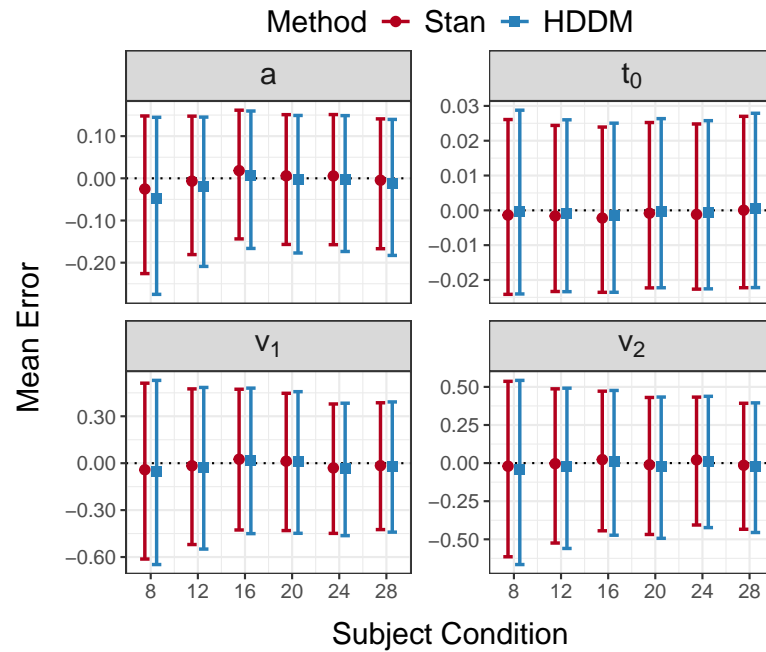 Method Stan HDDM
a
t0
0.10
0.00
−0.10
−0.20
0.03
0.02
0.01
0.00
−0.01
−0.02
Mean Error
v1
v2
0.30
0.00
−0.30
−0.60
0.50
0.25
0.00
−0.25
−0.50
8 12 16 20 24 28
8 12 16 20 24 28
Subject Condition